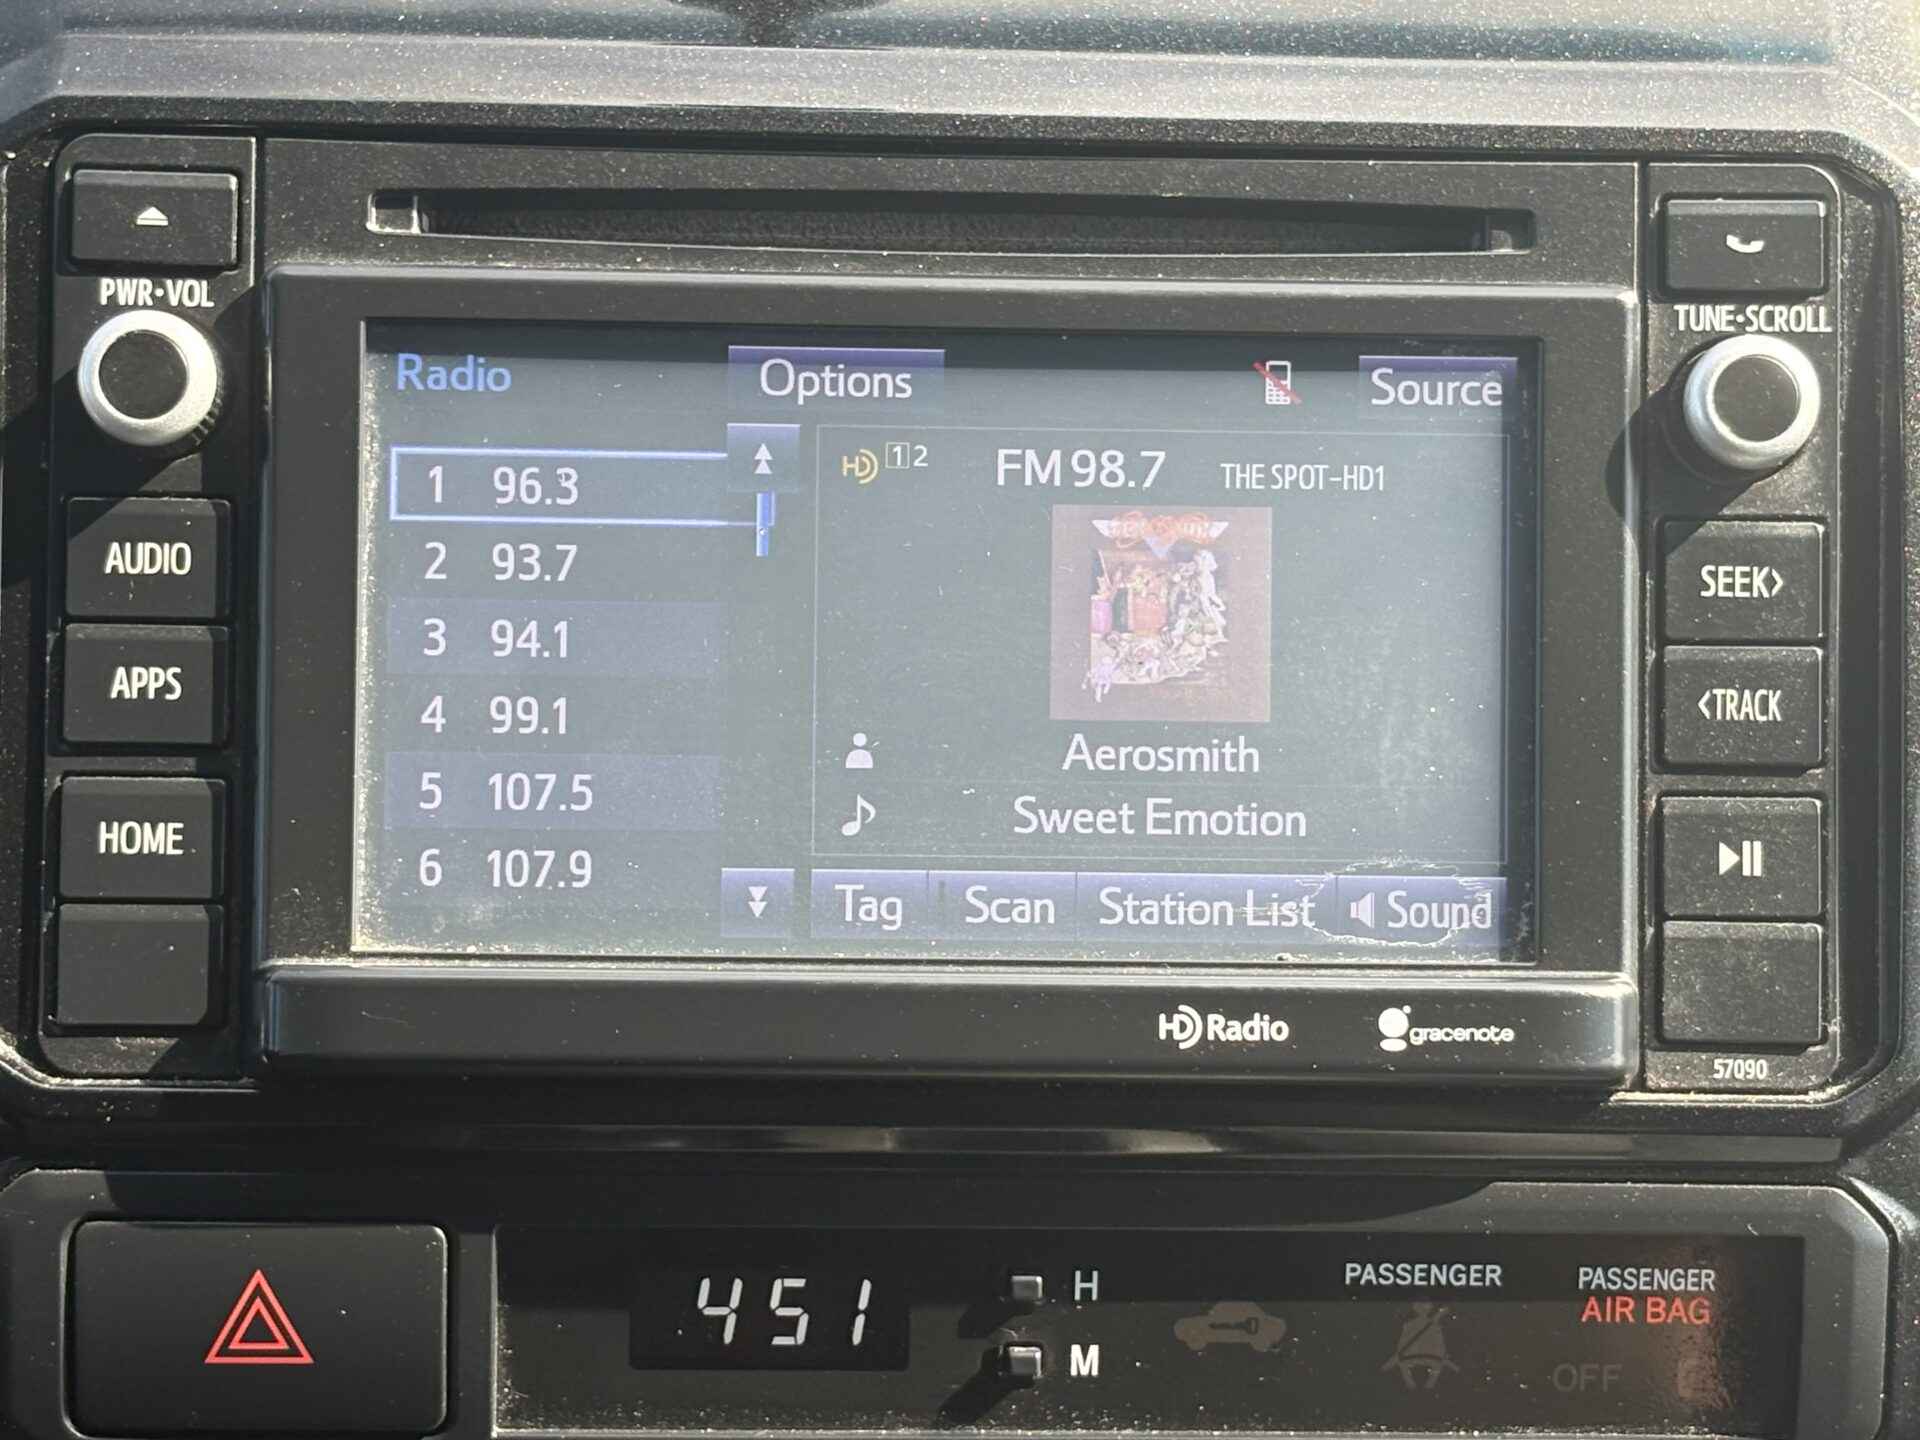 PWR•VOL
TUNE•SCROLL
Radio
Options
Source
1 96.3
2 93.7
3 94.1
4 99.1
5 107.5
6 107.9
HD 1 2
FM 98.7
THE SPOT-HD1
Aerosmith
Sweet Emotion
Tag
Scan
Station List
Sound
AUDIO
APPS
HOME
SEEK>
<TRACK
HD Radio
gracenote
57090
451
H
M
PASSENGER
PASSENGER
AIR BAG
OFF